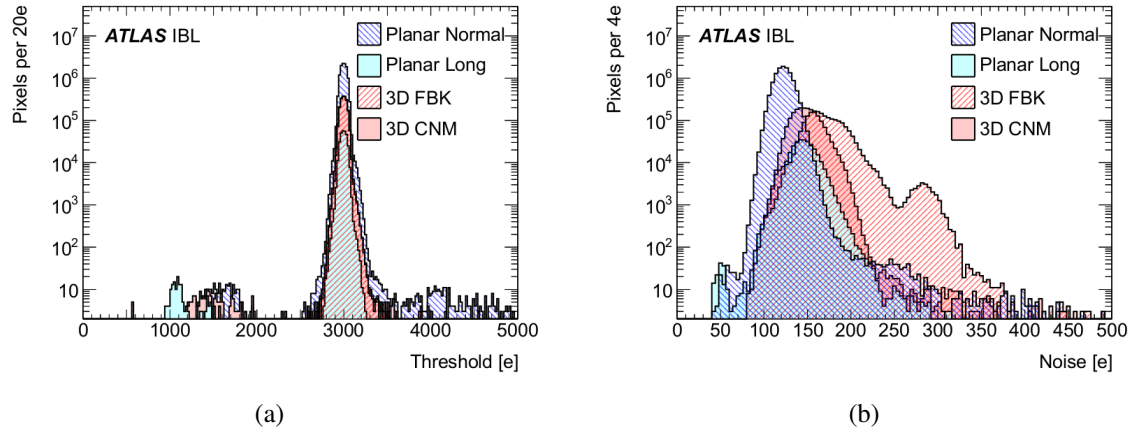 Pixels per 20e
10⁷
10⁶
10⁵
10⁴
10³
10²
10
ATLAS IBL
Planar Normal
Planar Long
3D FBK
3D CNM
0 1000 2000 3000 4000 5000
Threshold [e]
(a)
Pixels per 4e
10⁷
10⁶
10⁵
10⁴
10³
10²
10
ATLAS IBL
Planar Normal
Planar Long
3D FBK
3D CNM
0 50 100 150 200 250 300 350 400 450 500
Noise [e]
(b)